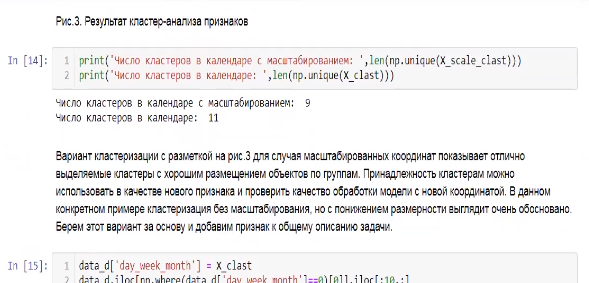 Рис.3. Результат кластер-анализа признаков
In [14]:
1 print('Число кластеров в календаре с масштабированием: ',len(np.unique(X_scale_clast)))
2 print('Число кластеров в календаре: ',len(np.unique(X_clast)))
Число кластеров в календаре с масштабированием:  9
Число кластеров в календаре:  11
Вариант кластеризации с разметкой на рис.3 для случая масштабированных координат показывает отлично
выделяемые кластеры с хорошим размещением объектов по группам. Принадлежность кластерам можно
использовать в качестве нового признака и проверить качество обработки модели с новой координатой. В данном
конкретном примере кластеризация без масштабирования, но с понижением размерности выглядит очень обосновано.
Берем этот вариант за основу и добавим признак к общему описанию задачи.
In [15]:
1 data_d['day_week_month'] = X_clast
2 data_d.iloc[np.where(data_d['day_week_month']==0)[0]].iloc[:10,:]